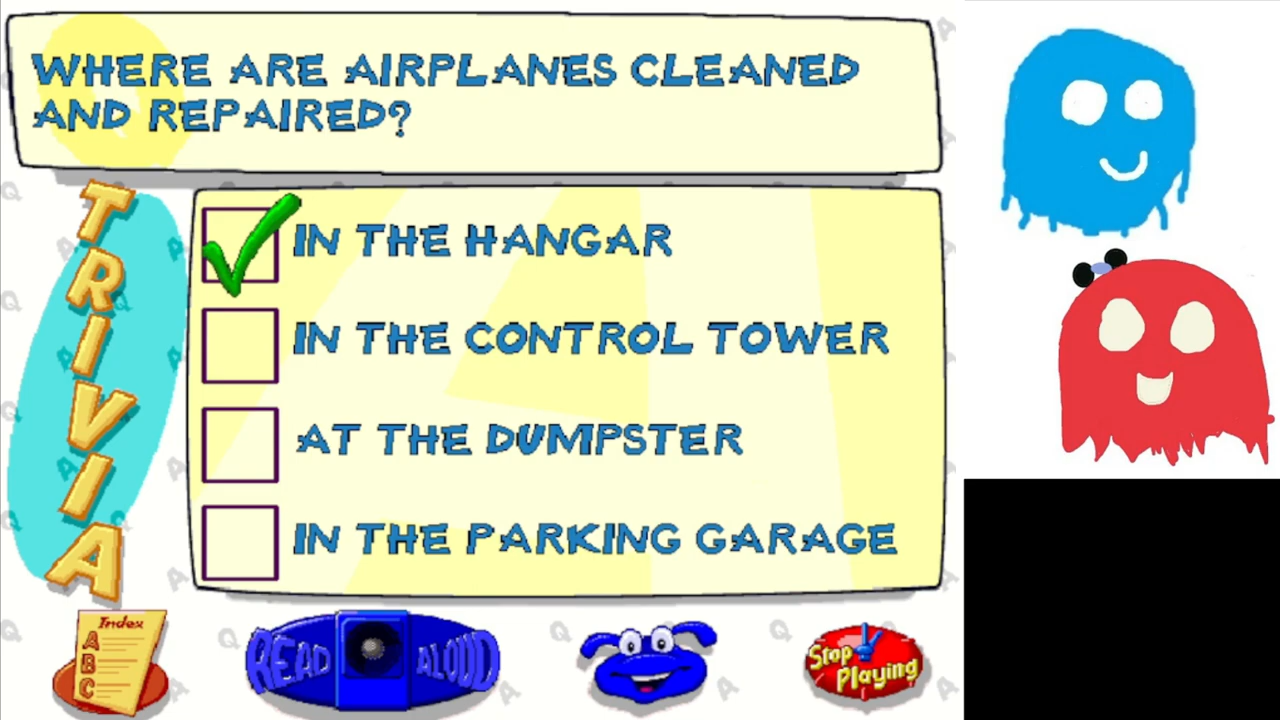 WHERE ARE AIRPLANES CLEANED
AND REPAIRED?
TRIVIA
IN THE HANGAR
IN THE CONTROL TOWER
AT THE DUMPSTER
IN THE PARKING GARAGE
Index
A
B
C
READ ALOUD
Stop
Playing